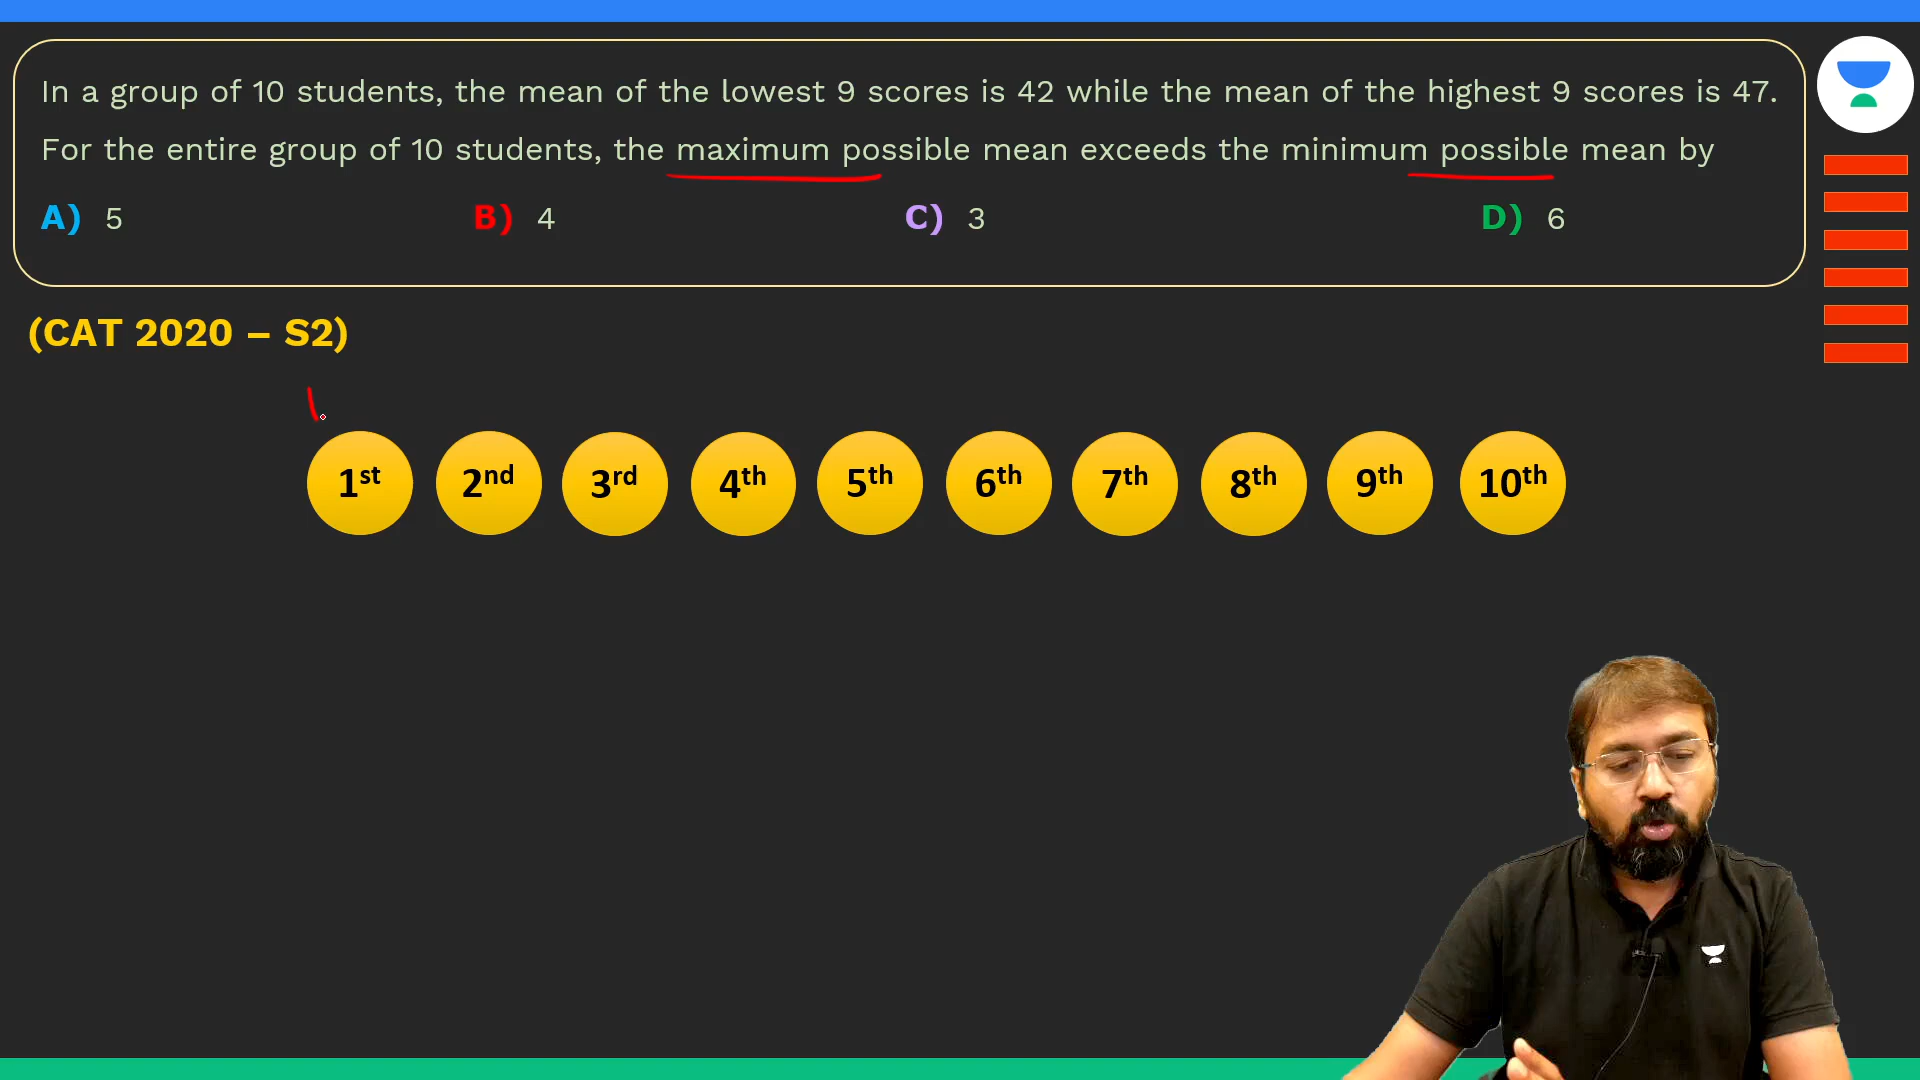 In a group of 10 students, the mean of the lowest 9 scores is 42 while the mean of the highest 9 scores is 47.
For the entire group of 10 students, the maximum possible mean exceeds the minimum possible mean by
A) 5 B) 4 C) 3 D) 6
(CAT 2020 – S2)
1st 2nd 3rd 4th 5th 6th 7th 8th 9th 10th